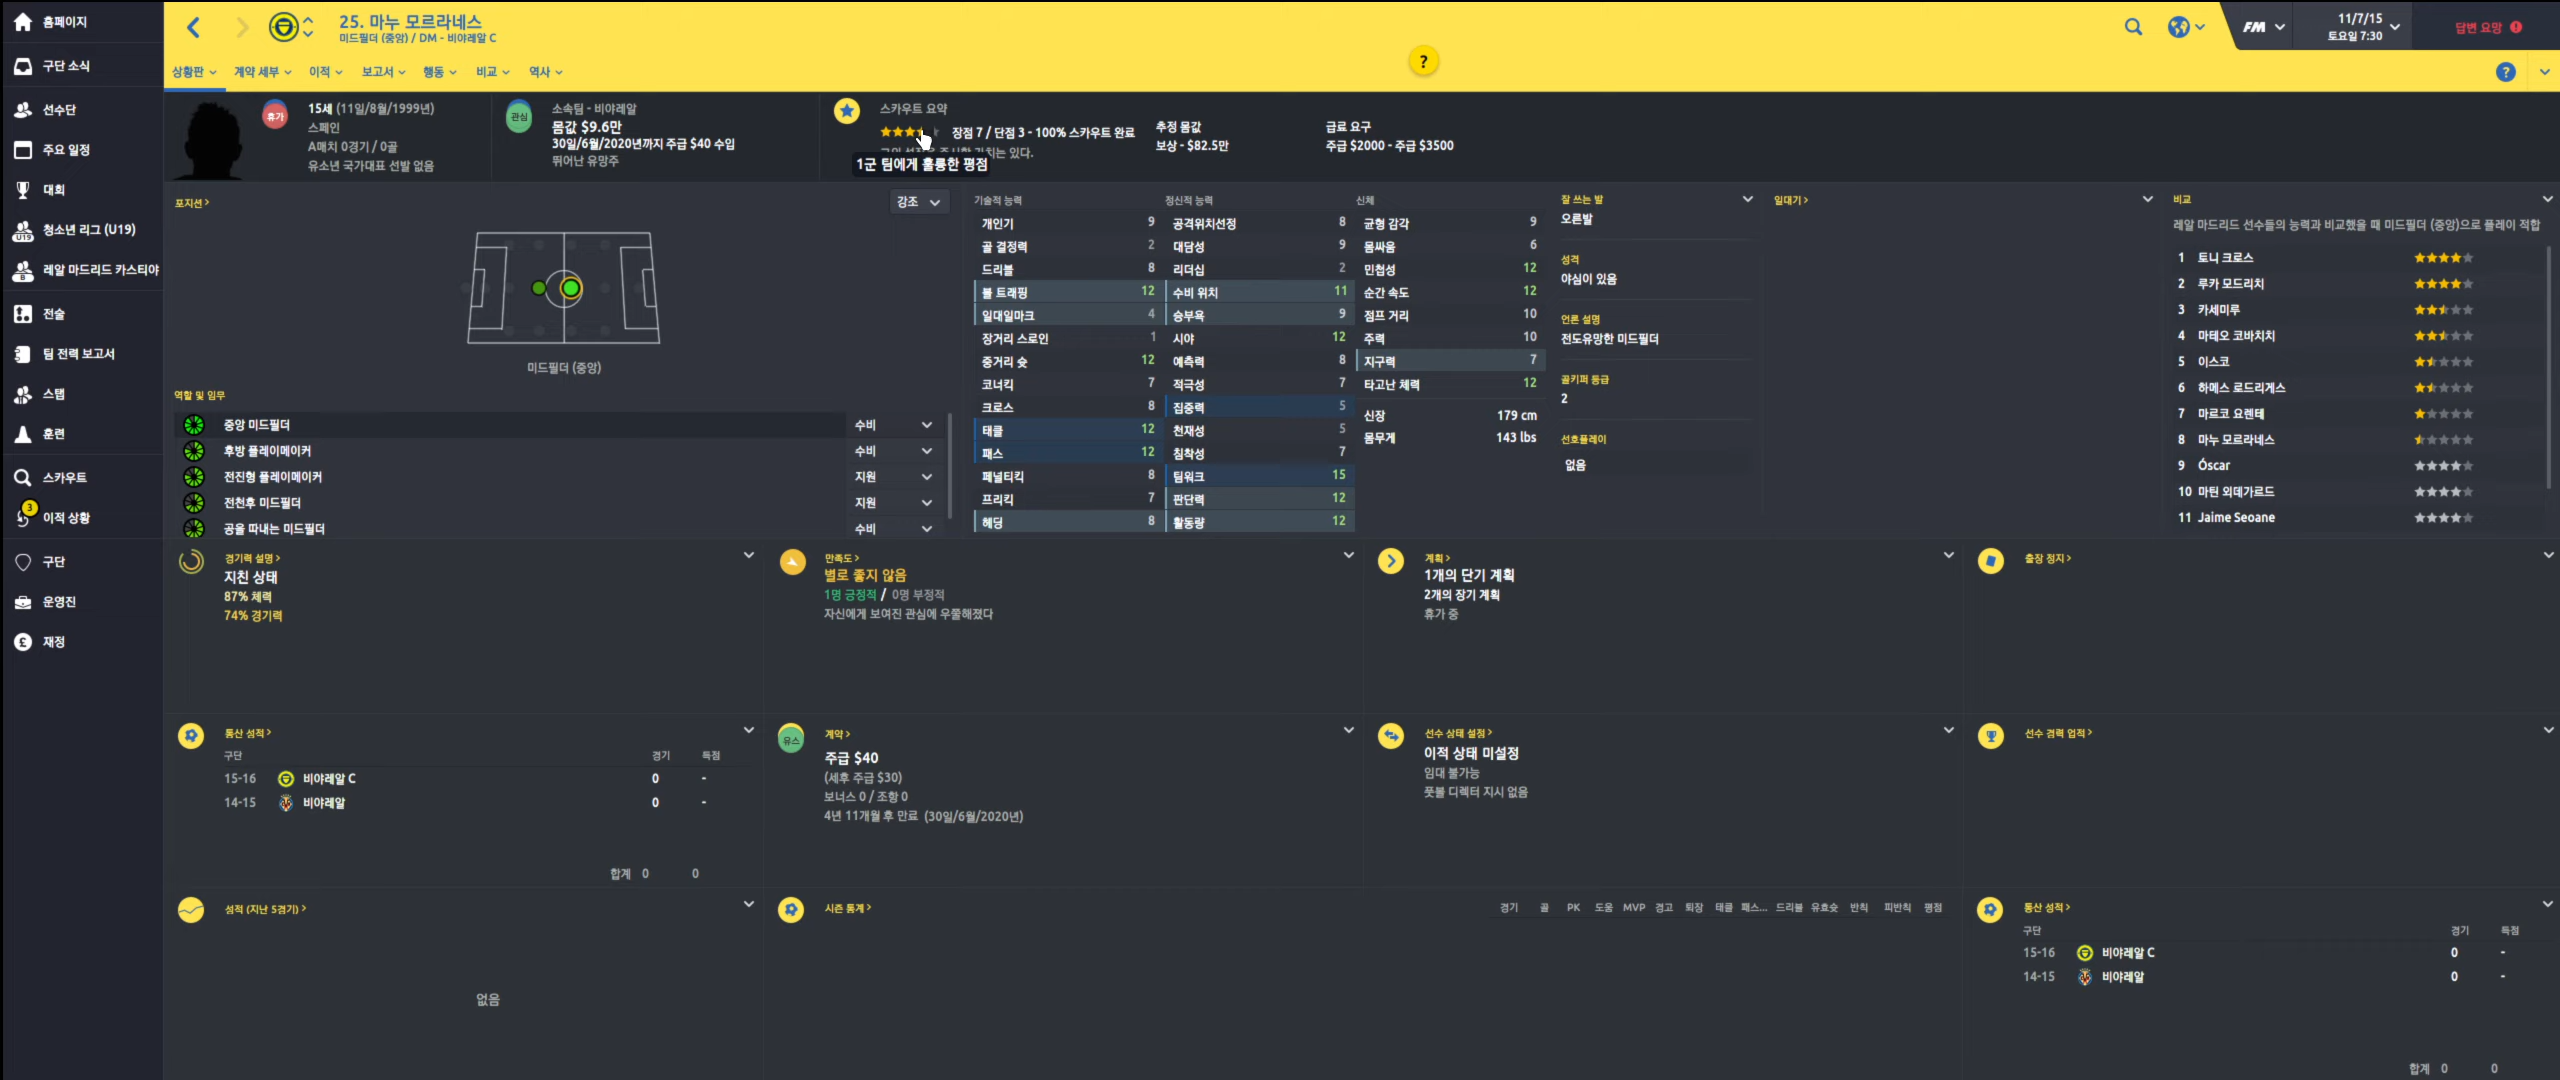 홈페이지
구단 소식
선수단
주요 일정
대회
청소년 리그 (U19)
레알 마드리드 카스티야
전술
팀 전력 보고서
스탭
훈련
스카우트
3
이적 상황
구단
운영진
재정
25. 마누 모르라네스
미드필더 (중앙) / DM - 비야레알 C
FM
11/7/15
토요일 7:30
답변 요망
상황판
계약 세부
이적
보고서
행동
비교
역사
?
?
휴가
15세 (11일/8월/1999년)
스페인
A매치 0경기 / 0골
유소년 국가대표 선발 없음
관심
소속팀 - 비야레알
몸값 $9.6만
30일/6월/2020년까지 주급 $40 수입
뛰어난 유망주
스카우트 요약
장점 7 / 단점 3 - 100% 스카우트 완료
1군 팀에게 훌륭한 평점
추정 몸값
보상 - $82.5만
급료 요구
주급 $2000 - 주급 $3500
포지션>
강조
미드필더 (중앙)
역할 및 임무
중앙 미드필더 수비
후방 플레이메이커 수비
전진형 플레이메이커 지원
전천후 미드필더 지원
공을 따내는 미드필더 수비
기술적 능력
개인기 9
골 결정력 2
드리블 8
볼 트래핑 12
일대일마크 4
장거리 스로인 1
중거리 슛 12
코너킥 7
크로스 8
태클 12
패스 12
페널티킥 8
프리킥 7
헤딩 8
정신적 능력
공격위치선정 8
대담성 9
리더십 2
수비 위치 11
승부욕 9
시야 12
예측력 8
적극성 7
집중력 5
천재성 5
침착성 7
팀워크 15
판단력 12
활동량 12
신체
균형 감각 9
몸싸움 6
민첩성 12
순간 속도 12
점프 거리 10
주력 10
지구력 7
타고난 체력 12
신장 179 cm
몸무게 143 lbs
잘 쓰는 발
오른발
성격
야심이 있음
언론 설명
전도유망한 미드필더
골키퍼 등급
2
선호플레이
없음
일대기>
비교
레알 마드리드 선수들의 능력과 비교했을 때 미드필더 (중앙)으로 플레이 적합
1 토니 크로스
2 루카 모드리치
3 카세미루
4 마테오 코바치치
5 이스코
6 하메스 로드리게스
7 마르코 요렌테
8 마누 모르라네스
9 Óscar
10 마틴 외데가르드
11 Jaime Seoane
경기력 설명>
지친 상태
87% 체력
74% 경기력
만족도>
별로 좋지 않음
1명 긍정적 / 0명 부정적
자신에게 보여진 관심에 우쭐해졌다
계획>
1개의 단기 계획
2개의 장기 계획
휴가 중
출장 정지>
통산 성적>
구단 경기 득점
15-16 비야레알 C 0 -
14-15 비야레알 0 -
합계 0 0
유스
계약>
주급 $40
(세후 주급 $30)
보너스 0 / 조항 0
4년 11개월 후 만료 (30일/6월/2020년)
선수 상태 설정>
이적 상태 미설정
임대 불가능
풋볼 디렉터 지시 없음
선수 경력 업적>
성적 (지난 5경기)>
없음
시즌 통계>
경기 골 PK 도움 MVP 경고 퇴장 태클 패스... 드리블 유효슛 반칙 피반칙 평점
통산 성적>
구단 경기 득점
15-16 비야레알 C 0 -
14-15 비야레알 0 -
합계 0 0